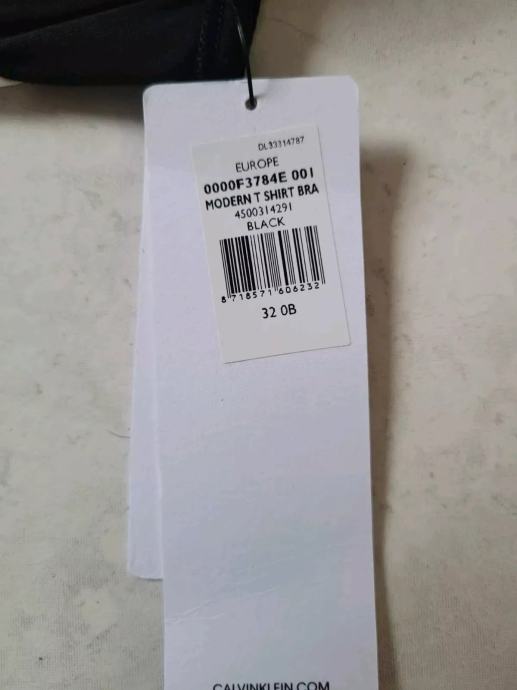 DL33314787
EUROPE
0000F3784E 001
MODERN T SHIRT BRA
4500314291
BLACK
8 718571 606232
32 0B
CALVINKLEIN.COM